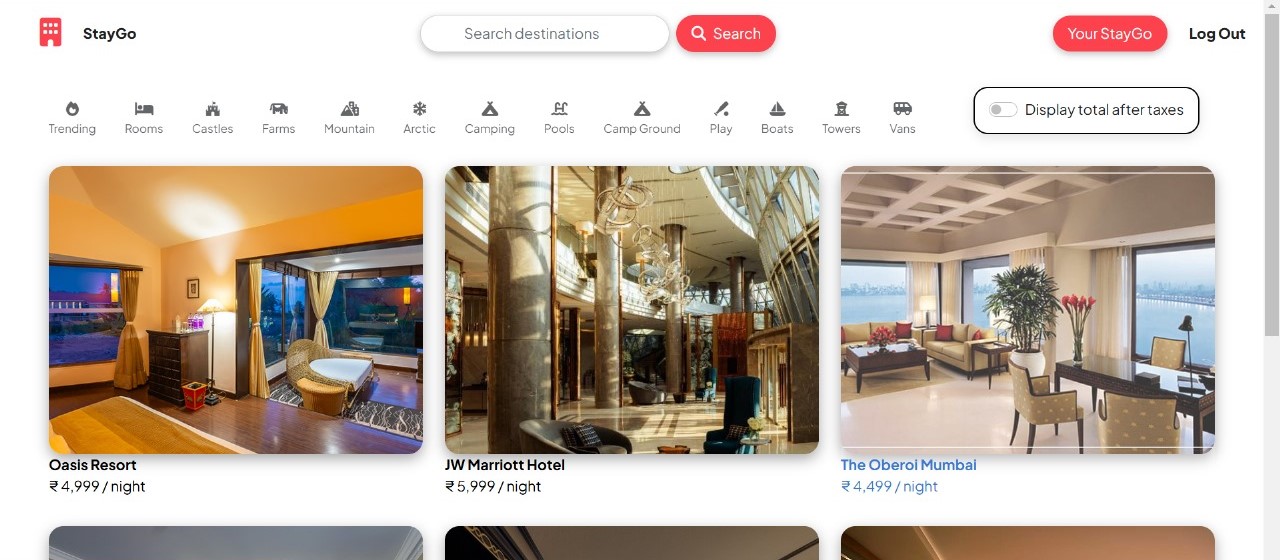 StayGo
Search destinations
Search
Your StayGo
Log Out
Trending
Rooms
Castles
Farms
Mountain
Arctic
Camping
Pools
Camp Ground
Play
Boats
Towers
Vans
Display total after taxes
Oasis Resort
₹ 4,999 / night
JW Marriott Hotel
₹ 5,999 / night
The Oberoi Mumbai
₹ 4,499 / night